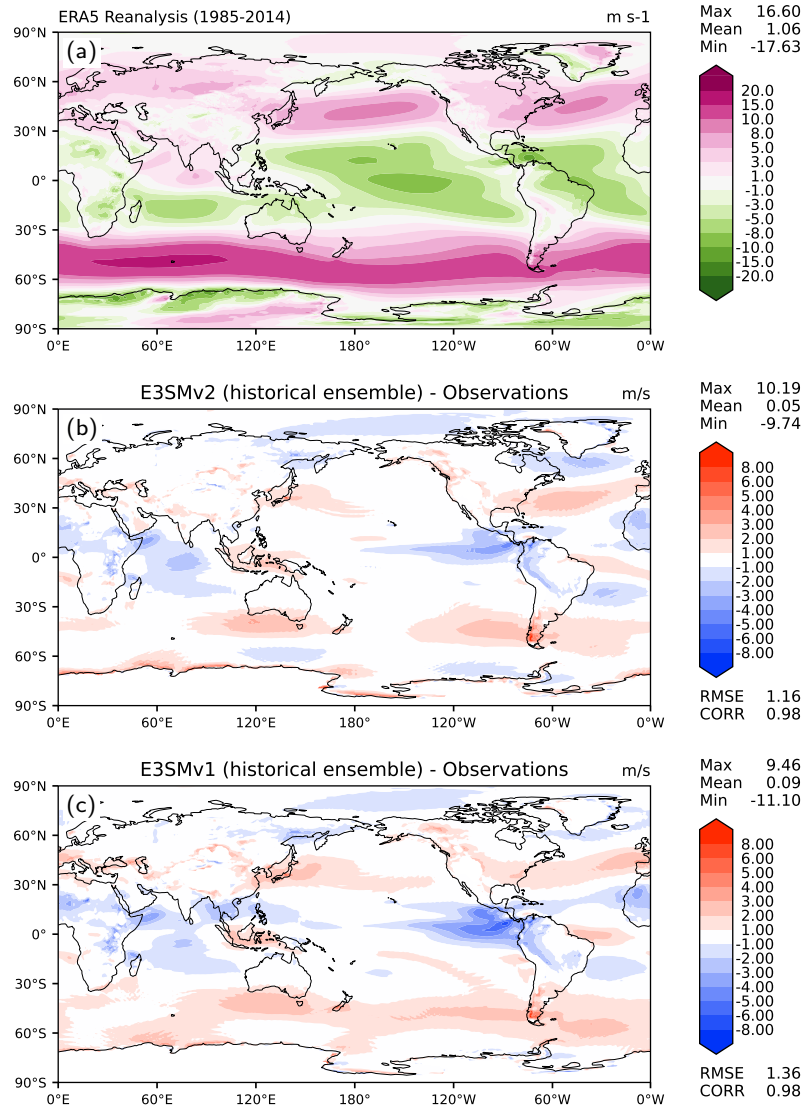 ERA5 Reanalysis (1985-2014) m s-1
Max 16.60
Mean 1.06
Min -17.63
(a)
90°N
60°N
30°N
0°
30°S
60°S
90°S
0°E 60°E 120°E 180° 120°W 60°W 0°W
20.0
15.0
10.0
8.0
5.0
3.0
1.0
-1.0
-3.0
-5.0
-8.0
-10.0
-15.0
-20.0
E3SMv2 (historical ensemble) - Observations m/s
Max 10.19
Mean 0.05
Min -9.74
(b)
90°N
60°N
30°N
0°
30°S
60°S
90°S
0°E 60°E 120°E 180° 120°W 60°W 0°W
8.00
6.00
5.00
4.00
3.00
2.00
1.00
-1.00
-2.00
-3.00
-4.00
-5.00
-6.00
-8.00
RMSE 1.16
CORR 0.98
E3SMv1 (historical ensemble) - Observations m/s
Max 9.46
Mean 0.09
Min -11.10
(c)
90°N
60°N
30°N
0°
30°S
60°S
90°S
0°E 60°E 120°E 180° 120°W 60°W 0°W
8.00
6.00
5.00
4.00
3.00
2.00
1.00
-1.00
-2.00
-3.00
-4.00
-5.00
-6.00
-8.00
RMSE 1.36
CORR 0.98